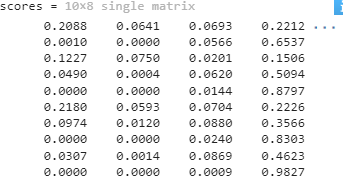 scores = 10×8 single matrix
0.2088 0.0641 0.0693 0.2212 ...
0.0010 0.0000 0.0566 0.6537
0.1227 0.0750 0.0201 0.1506
0.0490 0.0004 0.0620 0.5094
0.0000 0.0000 0.0144 0.8797
0.2180 0.0593 0.0704 0.2226
0.0974 0.0120 0.0880 0.3566
0.0000 0.0000 0.0240 0.8303
0.0307 0.0014 0.0869 0.4623
0.0000 0.0000 0.0009 0.9827